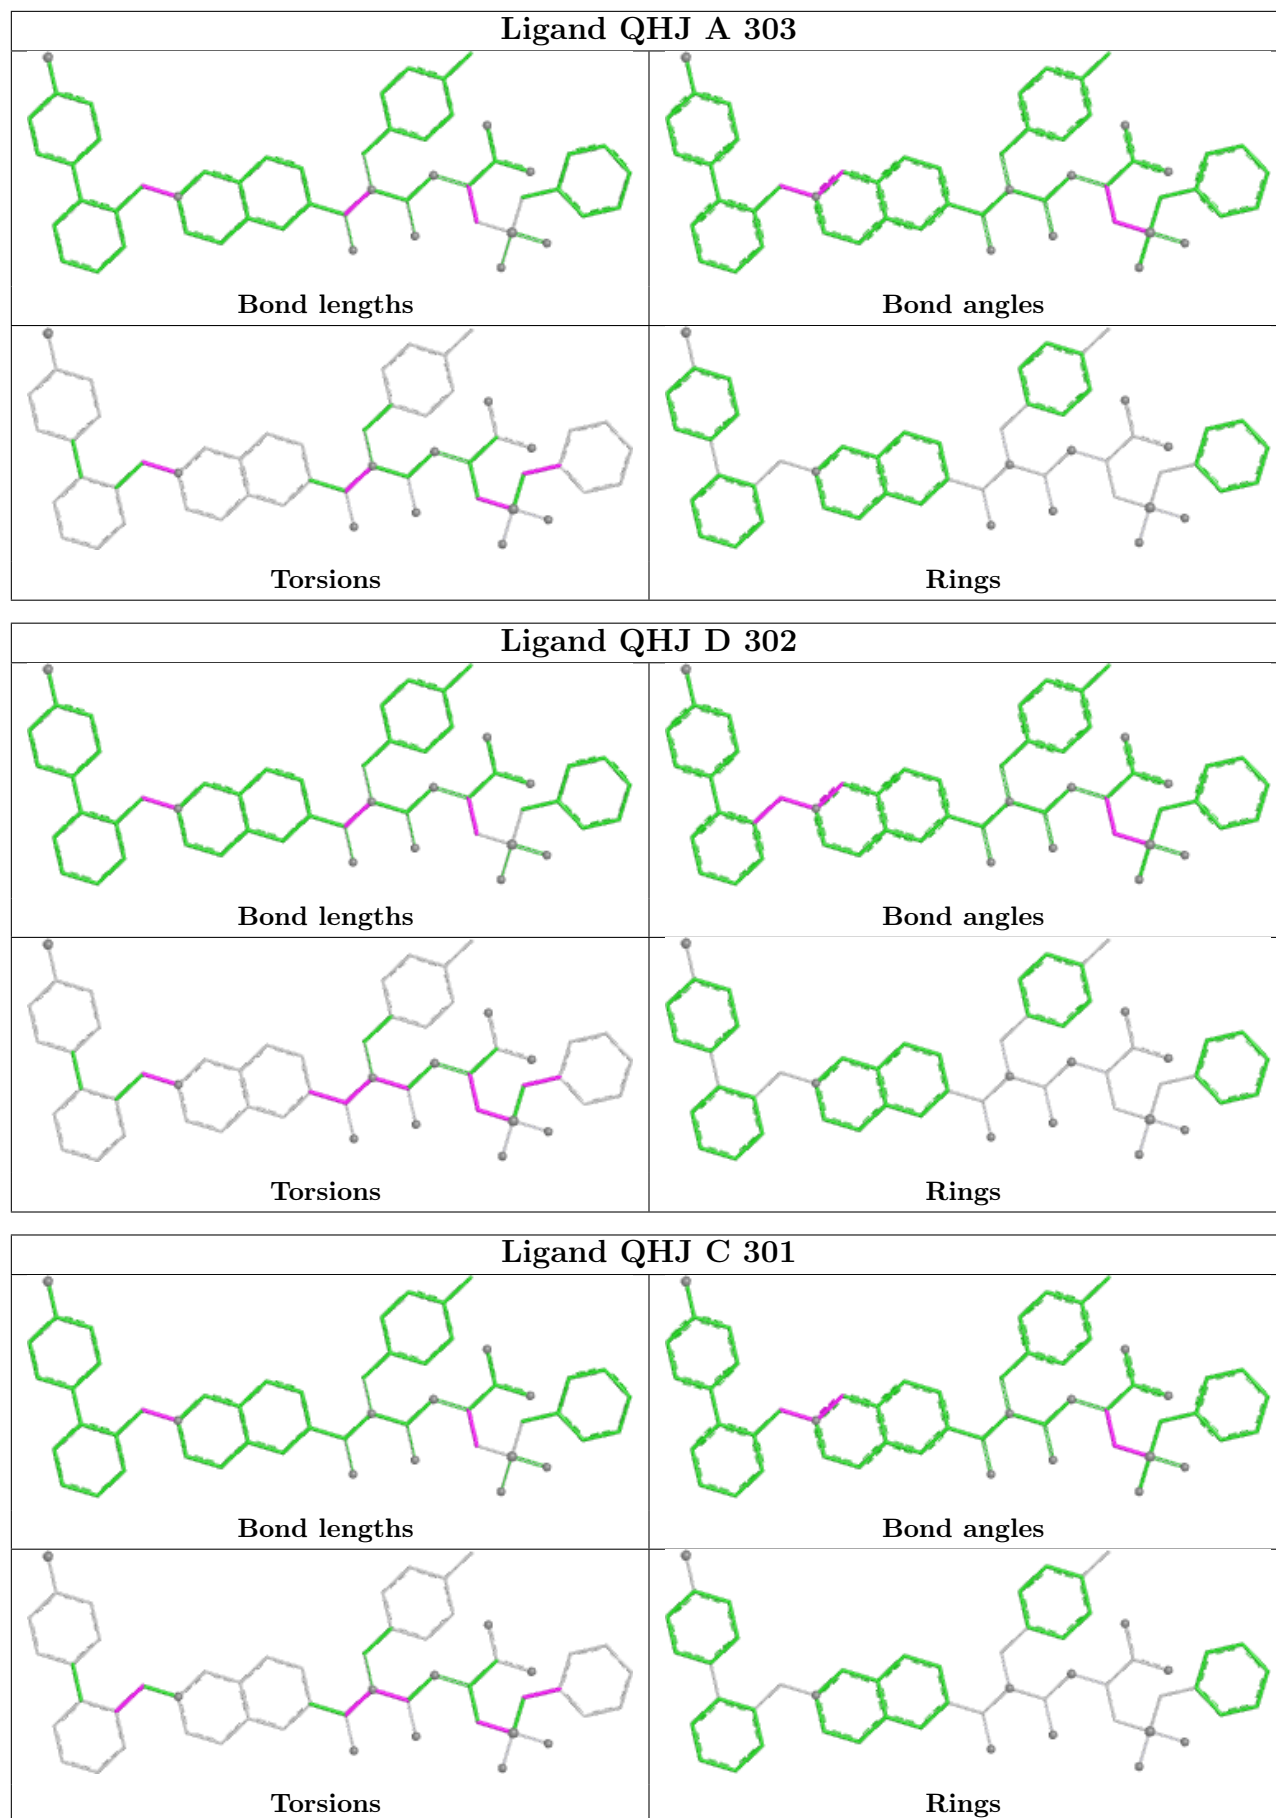 Ligand QHJ A 303
Bond lengths
Bond angles
Torsions
Rings
Ligand QHJ D 302
Bond lengths
Bond angles
Torsions
Rings
Ligand QHJ C 301
Bond lengths
Bond angles
Torsions
Rings